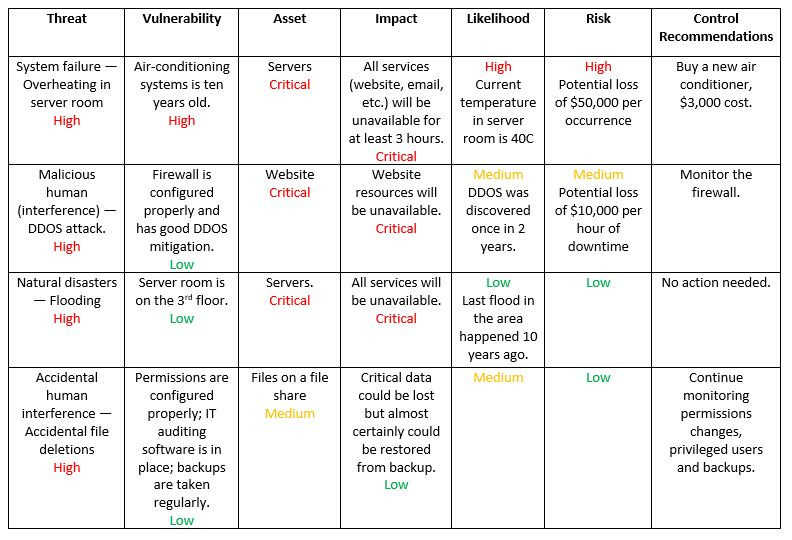 Threat
Vulnerability
Asset
Impact
Likelihood
Risk
Control
Recommendations
System failure —
Overheating in
server room
High
Air-conditioning
systems is ten
years old.
High
Servers
Critical
All services
(website, email,
etc.) will be
unavailable for
at least 3 hours.
Critical
High
Current
temperature
in server
room is 40C
High
Potential loss
of $50,000 per
occurrence
Buy a new air
conditioner,
$3,000 cost.
Malicious
human
(interference) —
DDOS attack.
High
Firewall is
configured
properly and
has good DDOS
mitigation.
Low
Website
Critical
Website
resources will
be unavailable.
Critical
Medium
DDOS was
discovered
once in 2
years.
Medium
Potential loss
of $10,000 per
hour of
downtime
Monitor the
firewall.
Natural disasters
— Flooding
High
Server room is
on the 3rd floor.
Low
Servers.
Critical
All services will
be unavailable.
Critical
Low
Last flood in
the area
happened 10
years ago.
Low
No action needed.
Accidental
human
interference —
Accidental file
deletions
High
Permissions are
configured
properly; IT
auditing
software is in
place; backups
are taken
regularly.
Low
Files on a file
share
Medium
Critical data
could be lost
but almost
certainly could
be restored
from backup.
Low
Medium
Low
Continue
monitoring
permissions
changes,
privileged users
and backups.